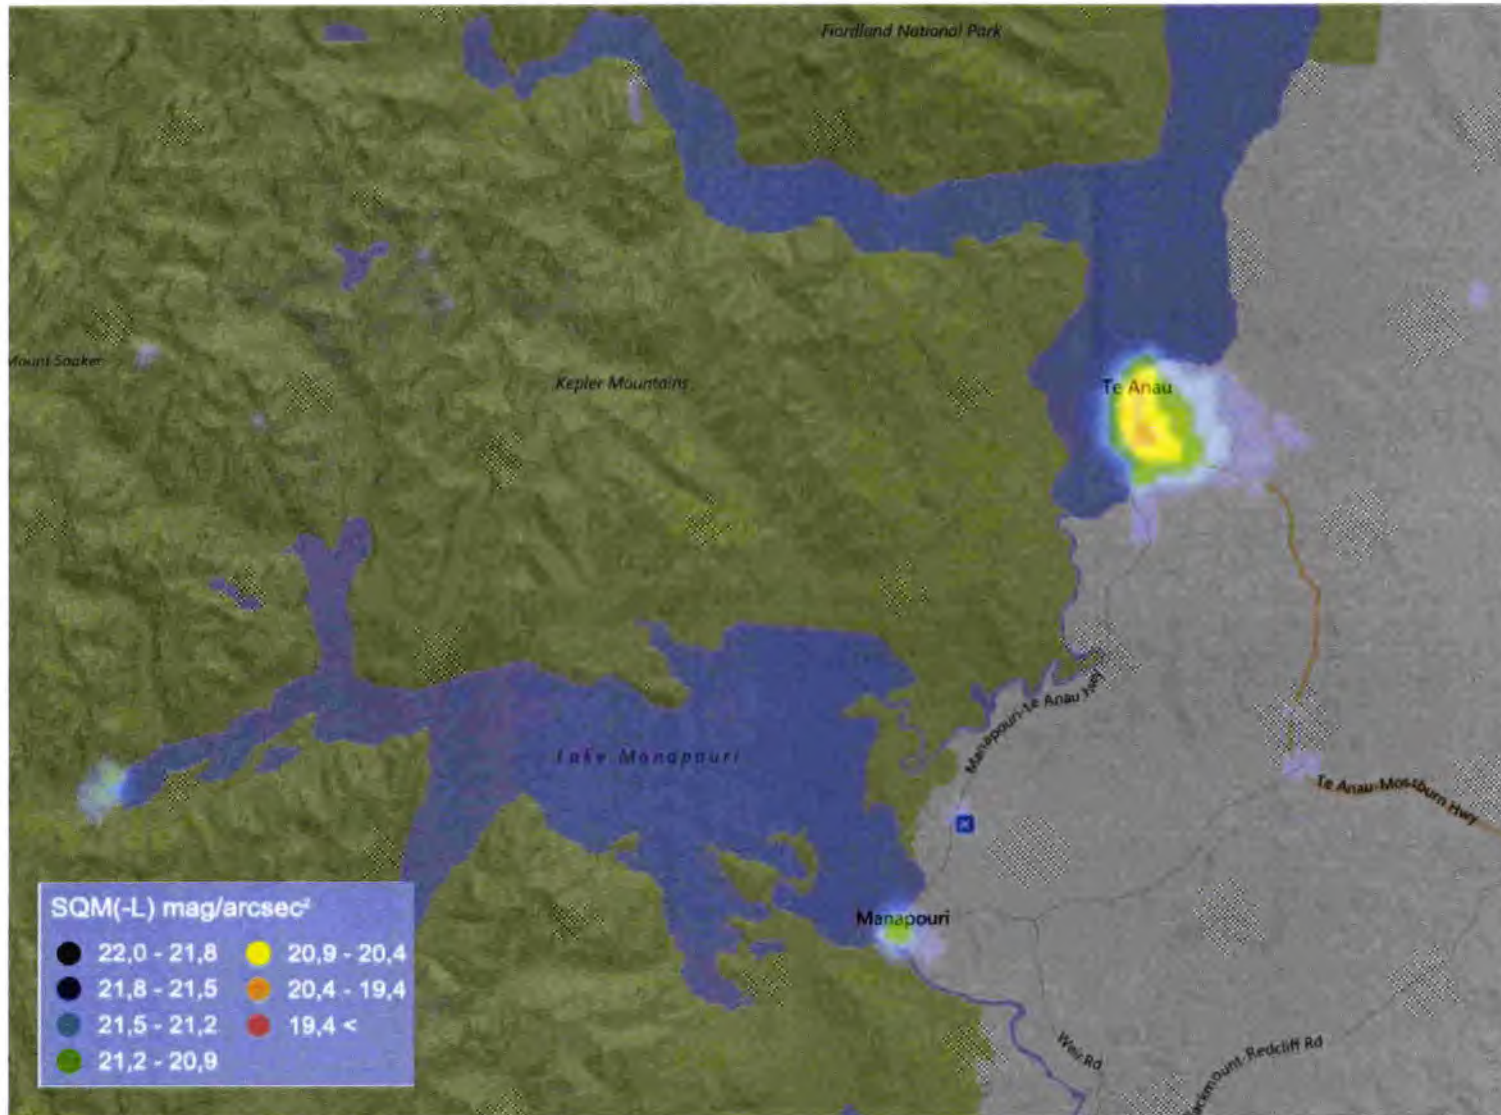 Fiordland National Park
Mount Soaker
Kepler Mountains
Te Anau
Manapouri-Te Anau Hwy
Lake Manapouri
Te Anau-Mossburn Hwy
Manapouri
Weir Rd
Redcliff Rd
SQM(-L) mag/arcsec²
22,0 - 21,8
21,8 - 21,5
21,5 - 21,2
21,2 - 20,9
20,9 - 20,4
20,4 - 19,4
19,4 <